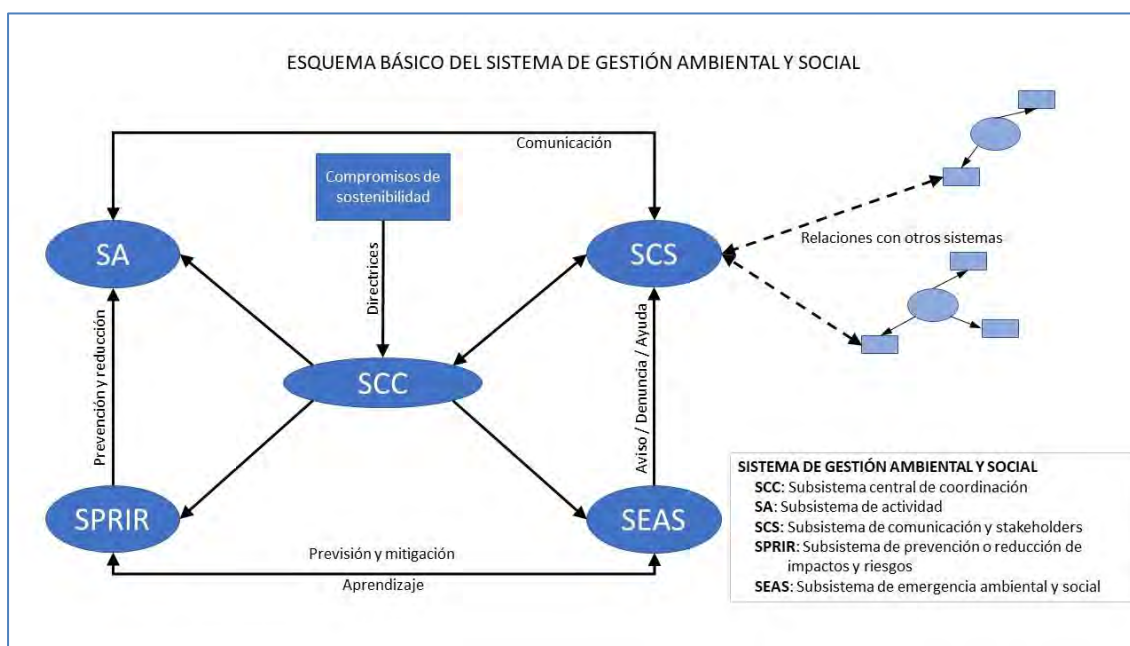 ESQUEMA BÁSICO DEL SISTEMA DE GESTIÓN AMBIENTAL Y SOCIAL
Comunicación
Compromisos de
sostenibilidad
SA
SCS
Relaciones con otros sistemas
Directrices
Prevención y reducción
SCC
Aviso / Denuncia / Ayuda
SPRIR
SEAS
Previsión y mitigación
Aprendizaje
SISTEMA DE GESTIÓN AMBIENTAL Y SOCIAL
SCC: Subsistema central de coordinación
SA: Subsistema de actividad
SCS: Subsistema de comunicación y stakeholders
SPRIR: Subsistema de prevención o reducción de
impactos y riesgos
SEAS: Subsistema de emergencia ambiental y social